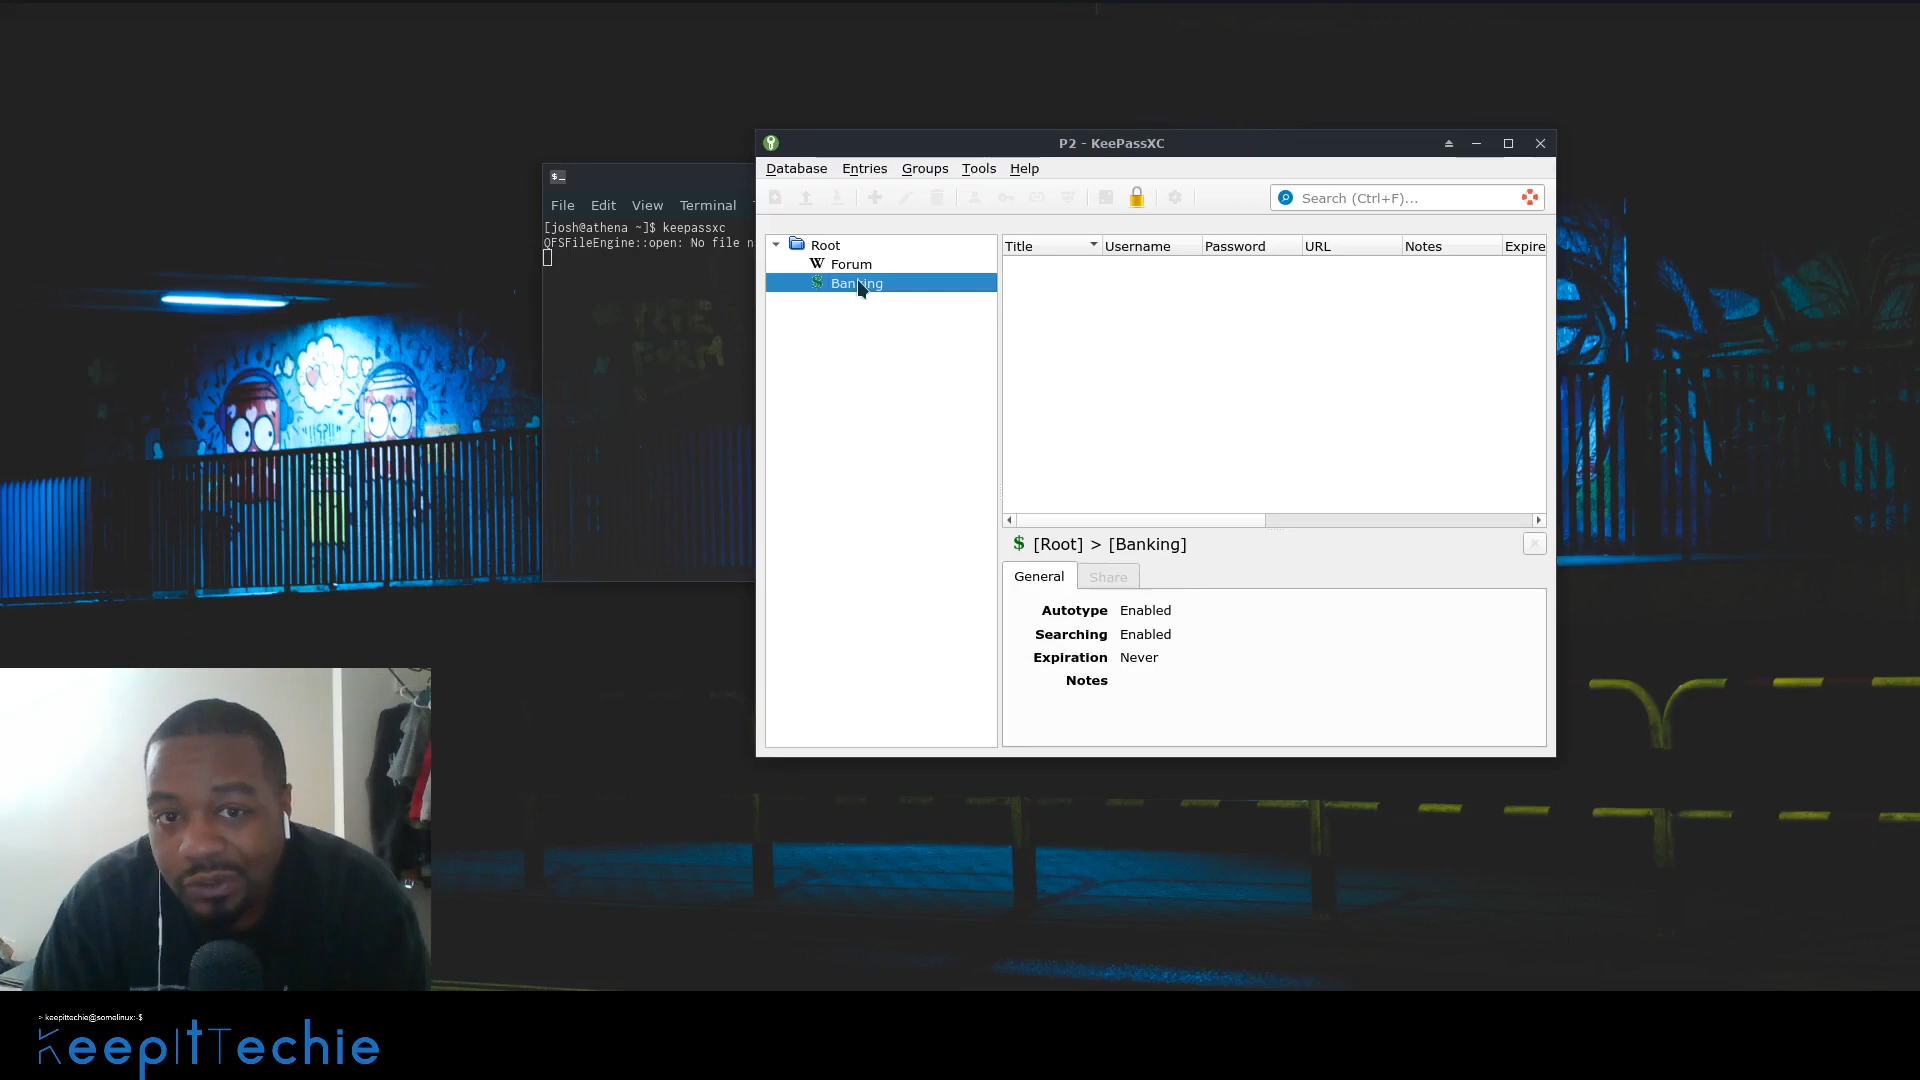 P2 - KeePassXC
Database Entries Groups Tools Help
Search (Ctrl+F)...
File Edit View Terminal
[josh@athena ~]$ keepassxc
QFSFileEngine::open: No file n
Root
Forum
Banking
Title Username Password URL Notes Expire
$ [Root] > [Banking]
General Share
Autotype Enabled
Searching Enabled
Expiration Never
Notes
> keepittechie@somelinux:~$
KeepItTechie